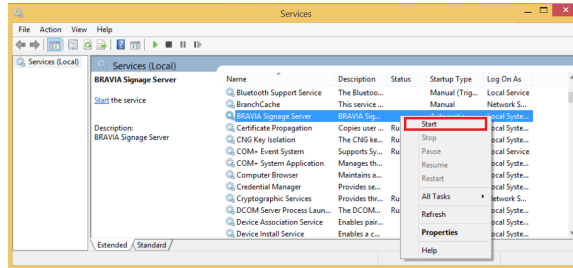 Services
File Action View Help
Services (Local)
Services (Local)
BRAVIA Signage Server
Start the service
Description:
BRAVIA Signage Server
Name Description Status Startup Type Log On As
Bluetooth Support Service The Bluetoo... Manual (Trig... Local Service
BranchCache This service ... Manual Network S...
BRAVIA Signage Server BRAVIA Sig... Local Syste...
Certificate Propagation Copies user ... Ru
CNG Key Isolation The CNG ke... Ru
COM+ Event System Supports Sy... Ru
COM+ System Application Manages th...
Computer Browser Maintains a...
Credential Manager Provides se...
Cryptographic Services Provides thr... Ru
DCOM Server Process Laun... The DCOM... Ru
Device Association Service Enables pair...
Device Install Service Enables a c...
Start
Stop
Pause
Resume
Restart
All Tasks
Refresh
Properties
Help
ocal Syste...
ocal Syste...
ocal Service
ocal Syste...
ocal Syste...
ocal Syste...
etwork S...
ocal Syste...
ocal Syste...
ocal Syste...
Extended Standard